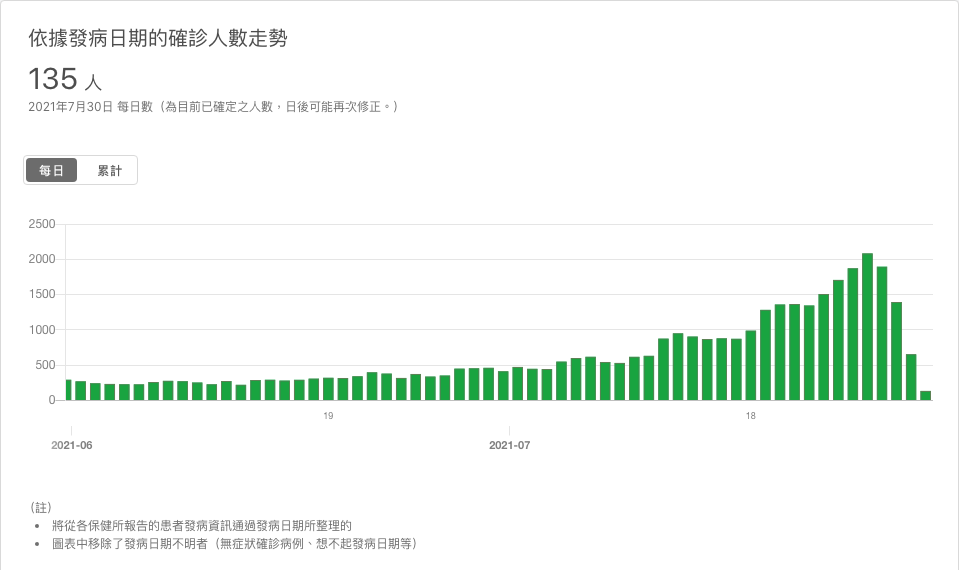 依據發病日期的確診人數走勢
135 人
2021年7月30日 每日數（為目前已確定之人數，日後可能再次修正。）
每日 累計
2500
2000
1500
1000
500
0
19 18
2021-06 2021-07
（註）
• 將從各保健所報告的患者發病資訊通過發病日期所整理的
• 圖表中移除了發病日期不明者（無症狀確診病例、想不起發病日期等）